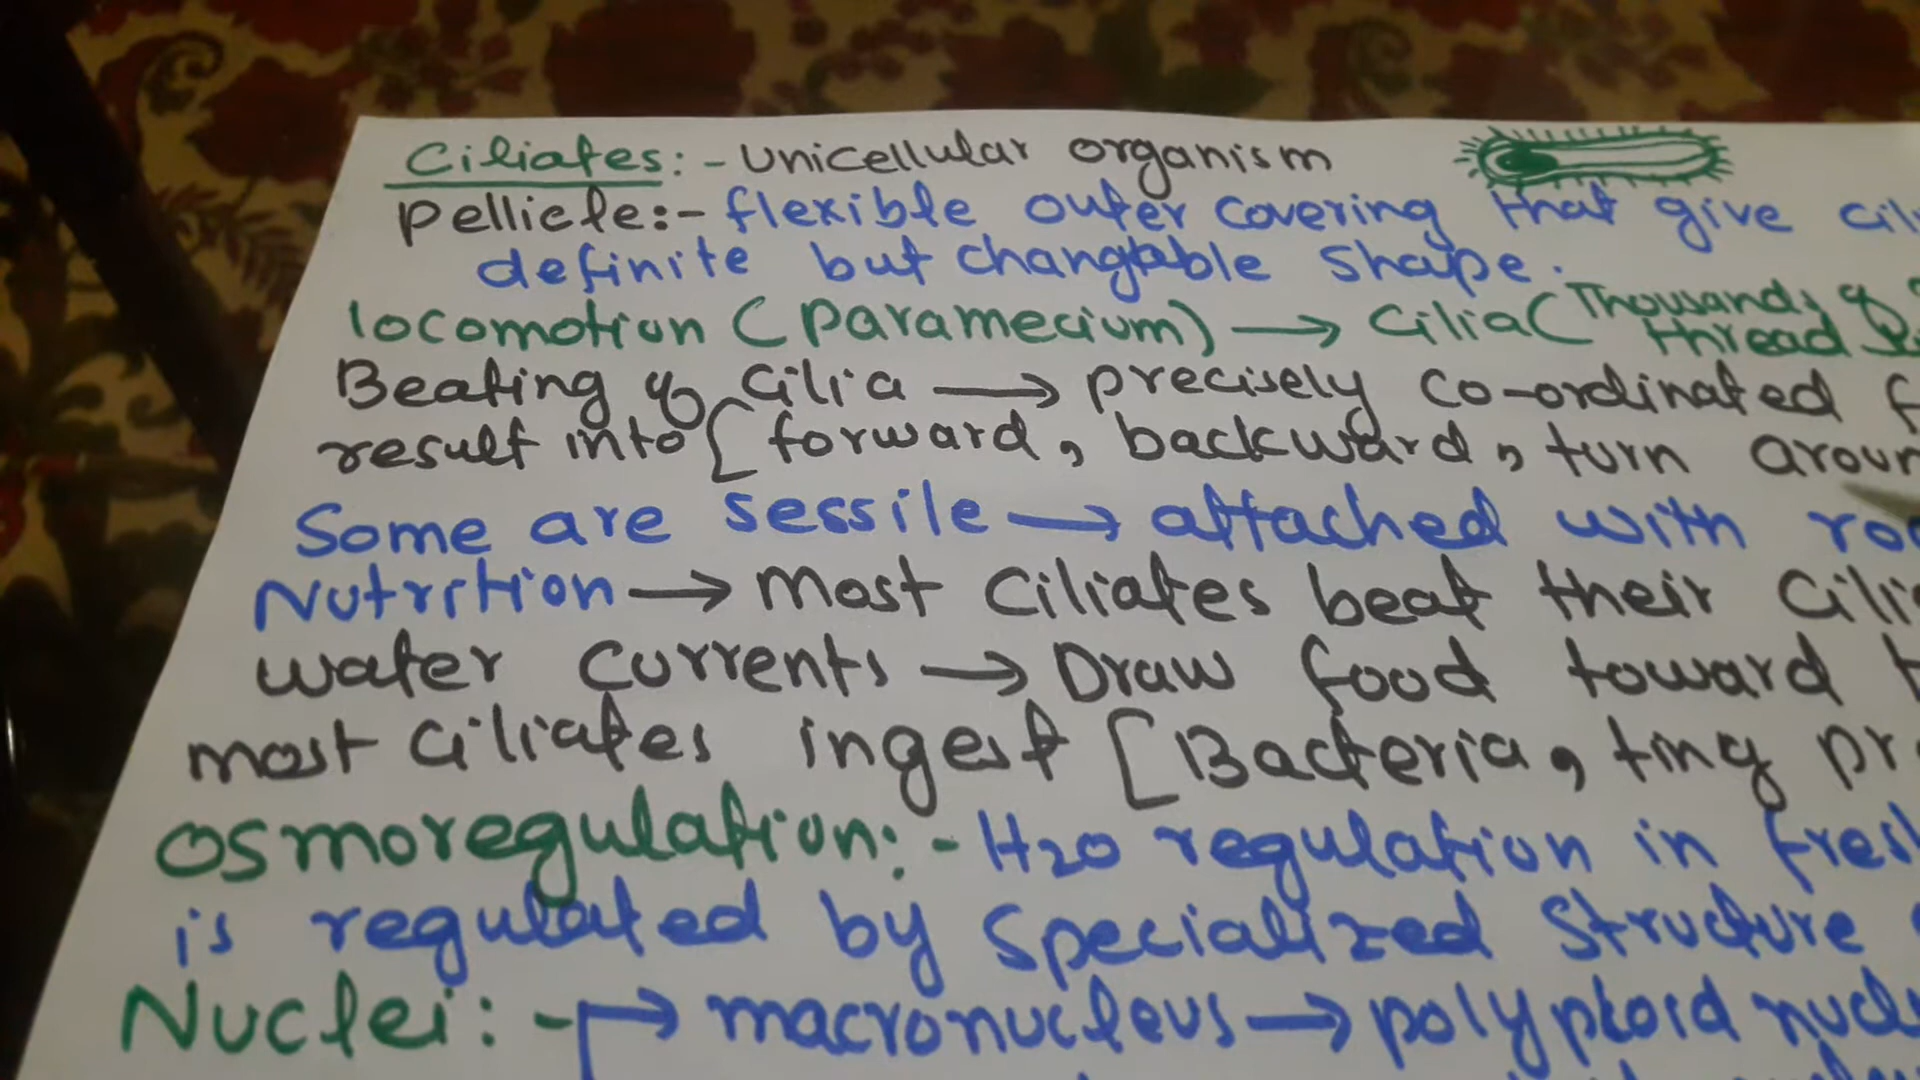 Ciliates:- Unicellular organism
Pellicle:- flexible outer covering that give
definite but changable shape.
locomotion (Paramecium) → Cilia( Thousands of
thread
Beating of Cilia → precisely co-ordinated
result into [ forward, backward, turn
Some are sessile → attached with
Nutrition → Most Ciliates beat their
water currents → Draw food toward
most Ciliates ingest [ Bacteria, tiny
Osmoregulation:- H2O regulation in
is regulated by Specialized Structure
Nuclei:- → macronucleus → polyploid